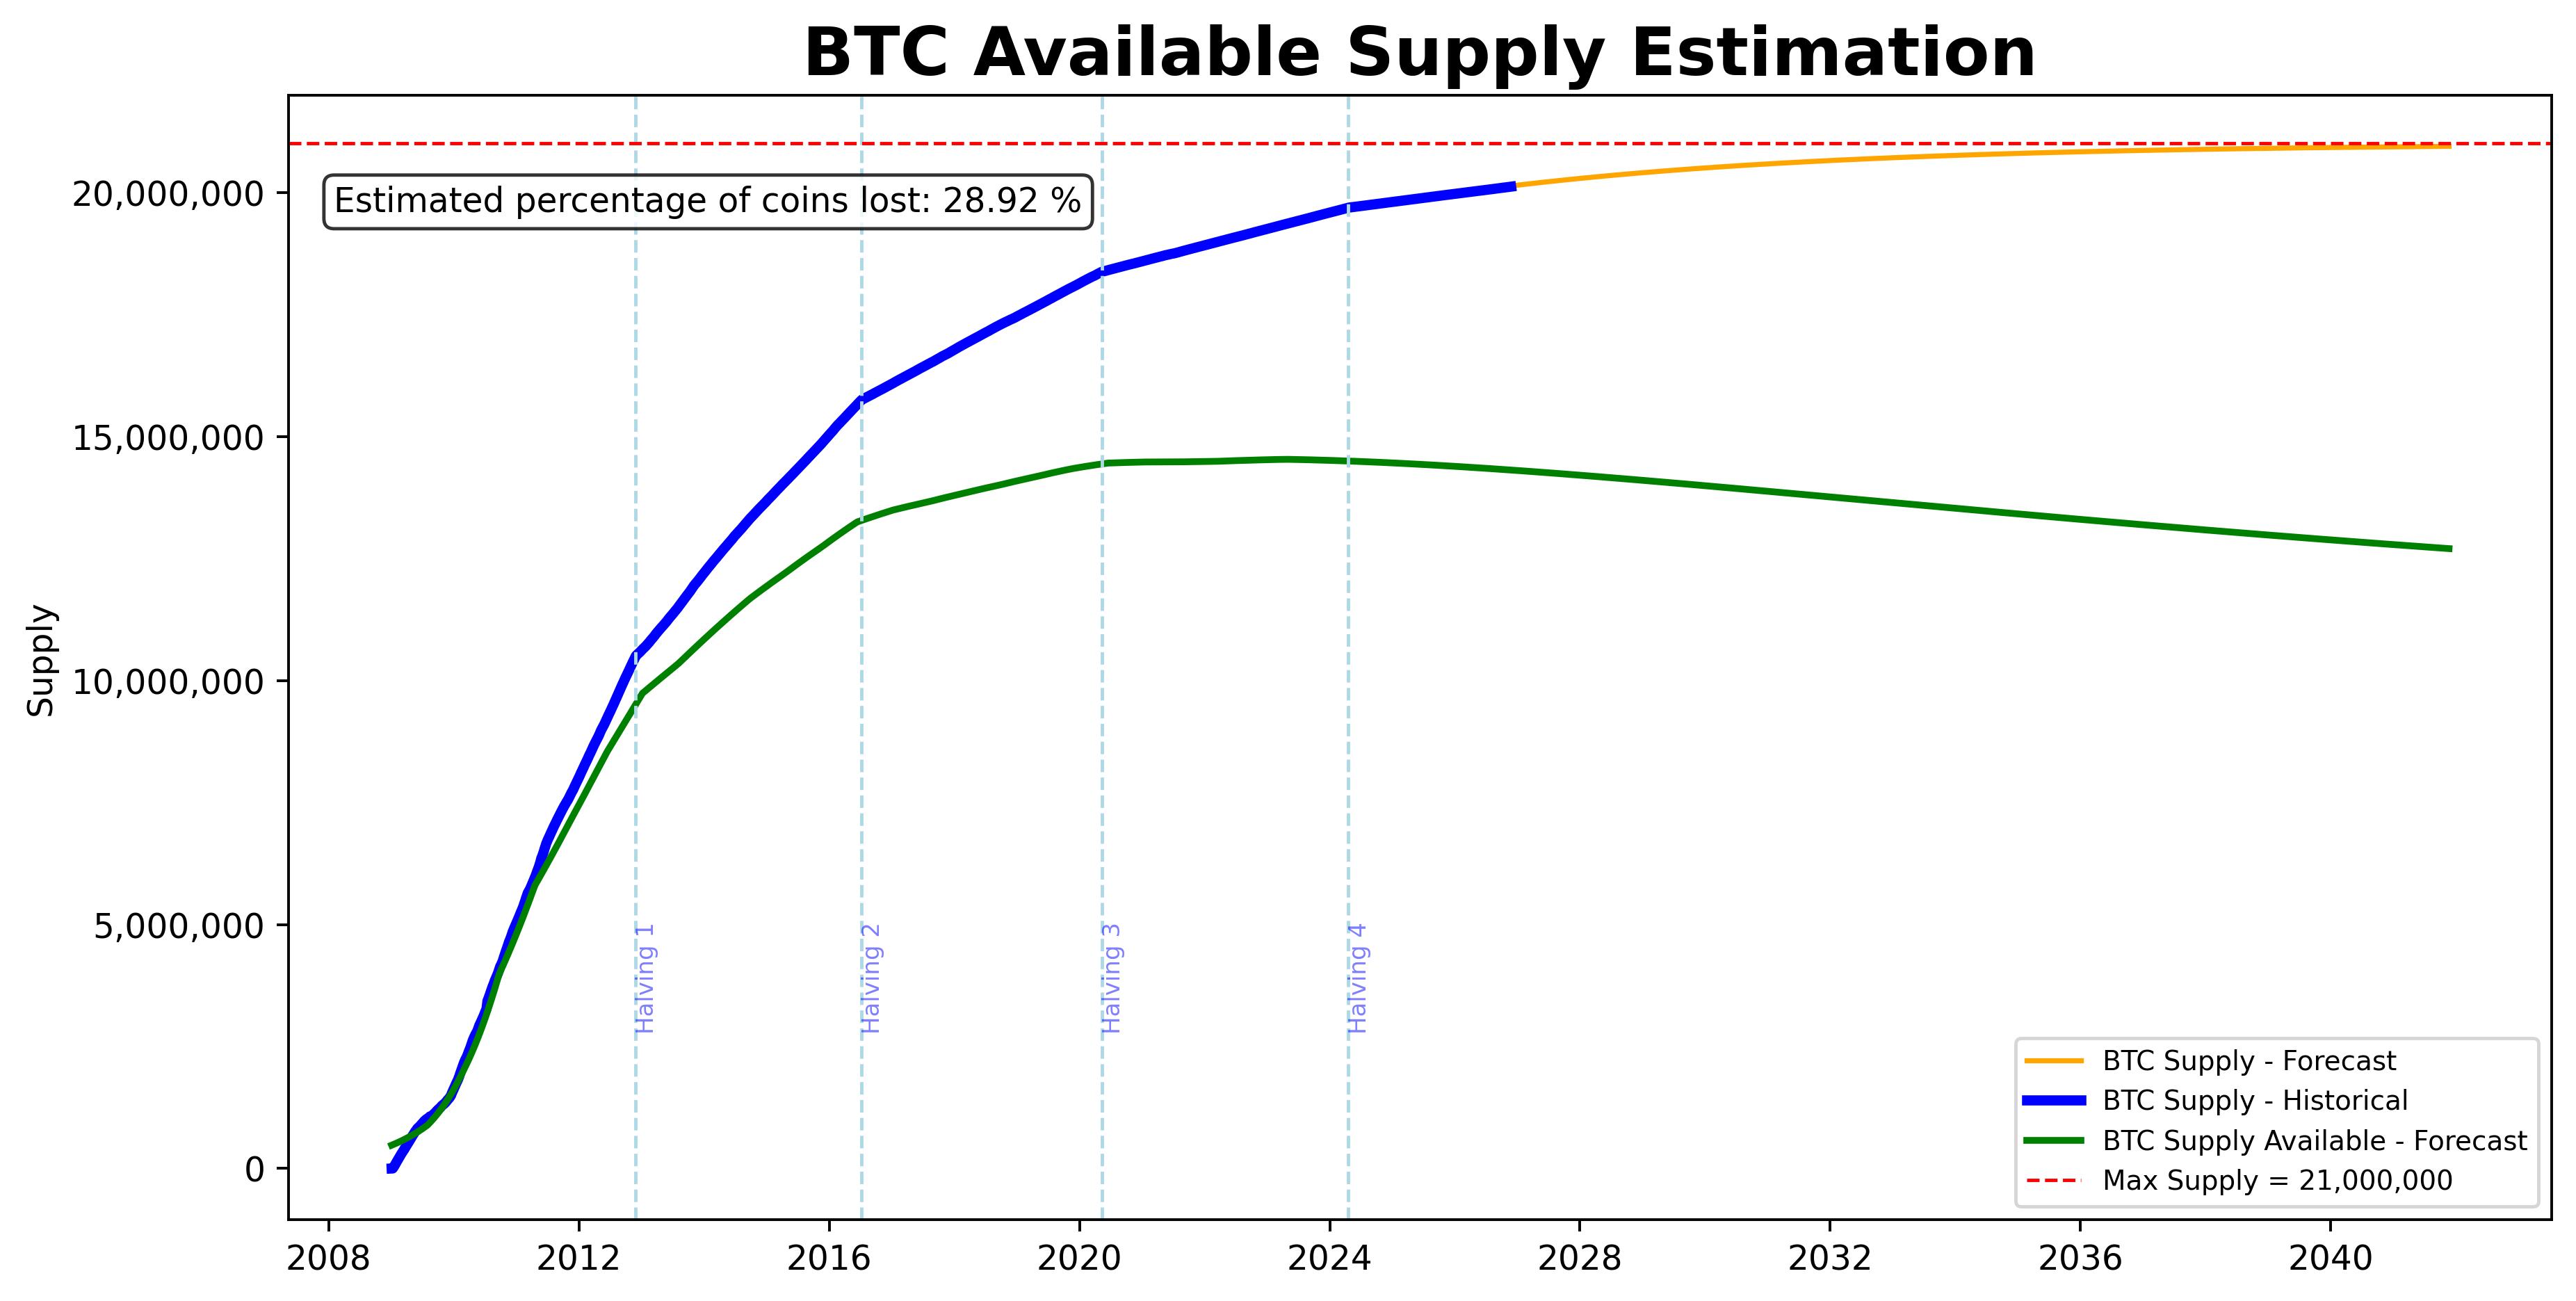 BTC Available Supply Estimation
Estimated percentage of coins lost: 28.92 %
Supply
20,000,000
15,000,000
10,000,000
5,000,000
0
Halving 1
Halving 2
Halving 3
Halving 4
BTC Supply - Forecast
BTC Supply - Historical
BTC Supply Available - Forecast
Max Supply = 21,000,000
2008 2012 2016 2020 2024 2028 2032 2036 2040